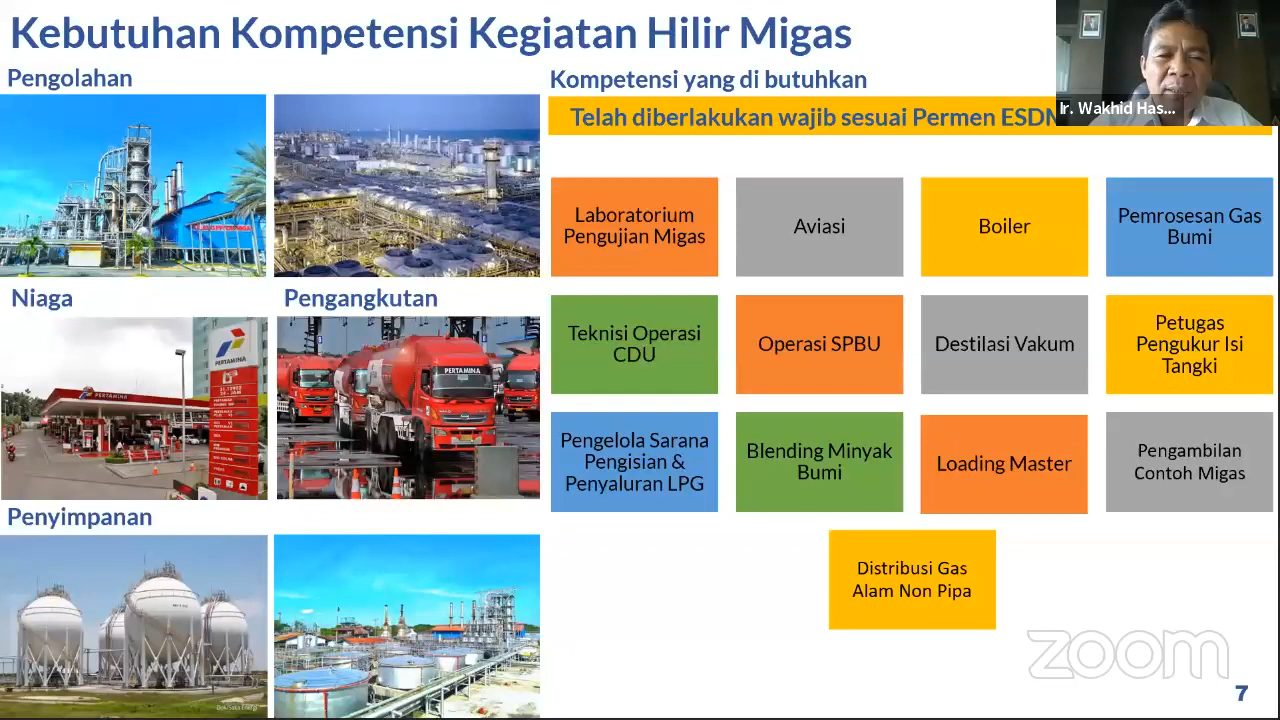 Kebutuhan Kompetensi Kegiatan Hilir Migas
Pengolahan
Niaga
Pengangkutan
PERTAMINA
PERTAMINA
PERTAMINA
Penyimpanan
Kompetensi yang di butuhkan
Telah diberlakukan wajib sesuai Permen ESDM
Ir. Wakhid Has...
Laboratorium
Pengujian Migas
Aviasi
Boiler
Pemrosesan Gas
Bumi
Teknisi Operasi
CDU
Operasi SPBU
Destilasi Vakum
Petugas
Pengukur Isi
Tangki
Pengelola Sarana
Pengisian &
Penyaluran LPG
Blending Minyak
Bumi
Loading Master
Pengambilan
Contoh Migas
Distribusi Gas
Alam Non Pipa
zoom
7